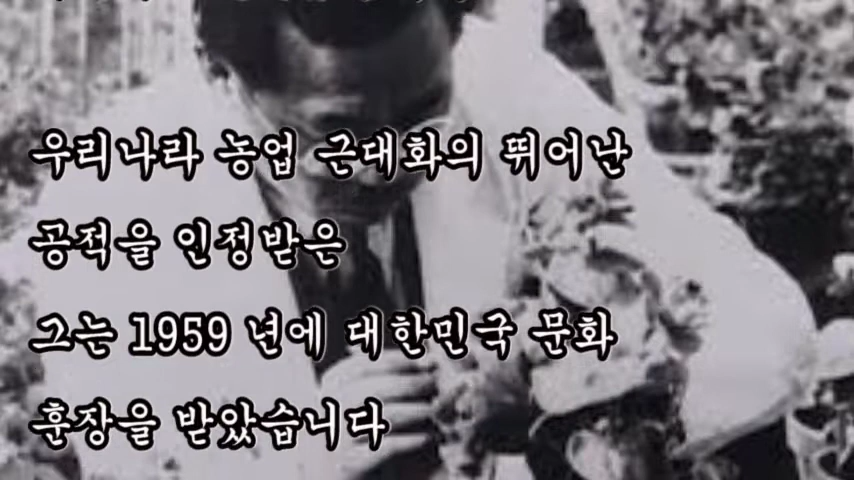 우리나라 농업 근대화의 뛰어난
공적을 인정받은
그는 1959 년에 대한민국 문화
훈장을 받았습니다